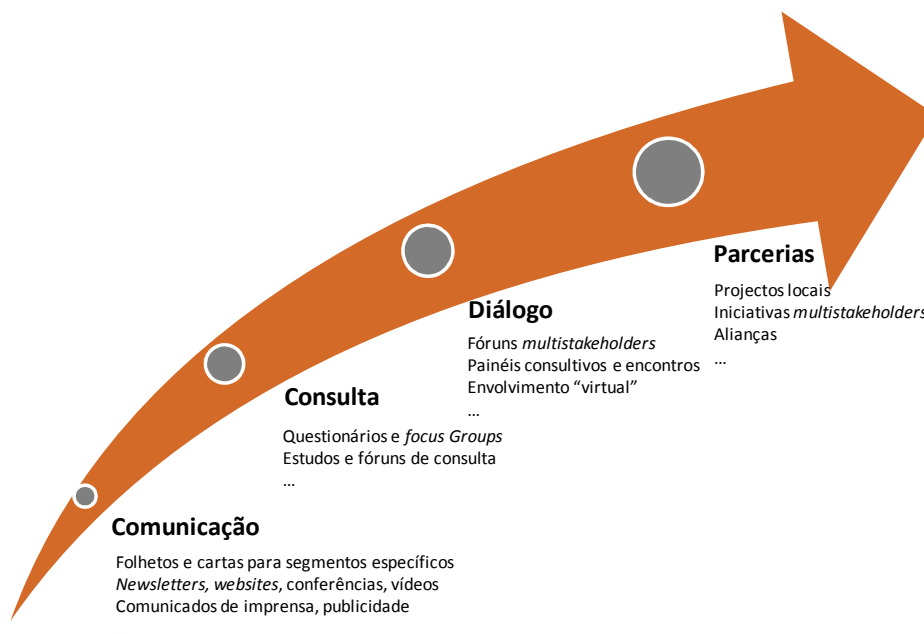 Parcerias
Projectos locais
Iniciativas multistakeholders
Alianças
...
Diálogo
Fóruns multistakeholders
Painéis consultivos e encontros
Envolvimento “virtual”
...
Consulta
Questionários e focus Groups
Estudos e fóruns de consulta
...
Comunicação
Folhetos e cartas para segmentos específicos
Newsletters, websites, conferências, vídeos
Comunicados de imprensa, publicidade